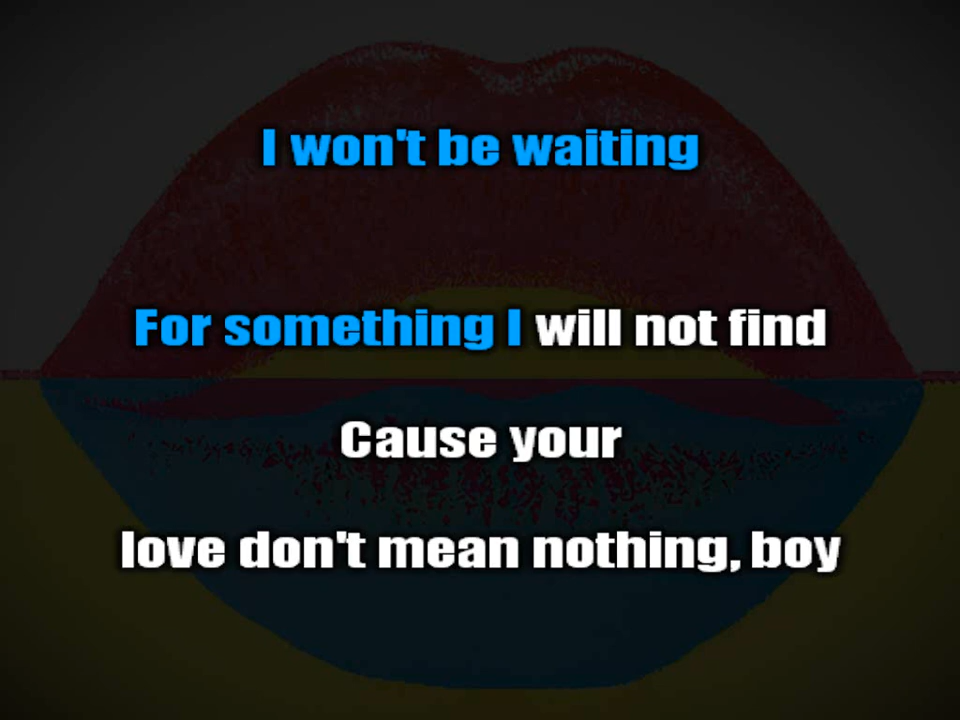 I won't be waiting
For something I will not find
Cause your
love don't mean nothing, boy